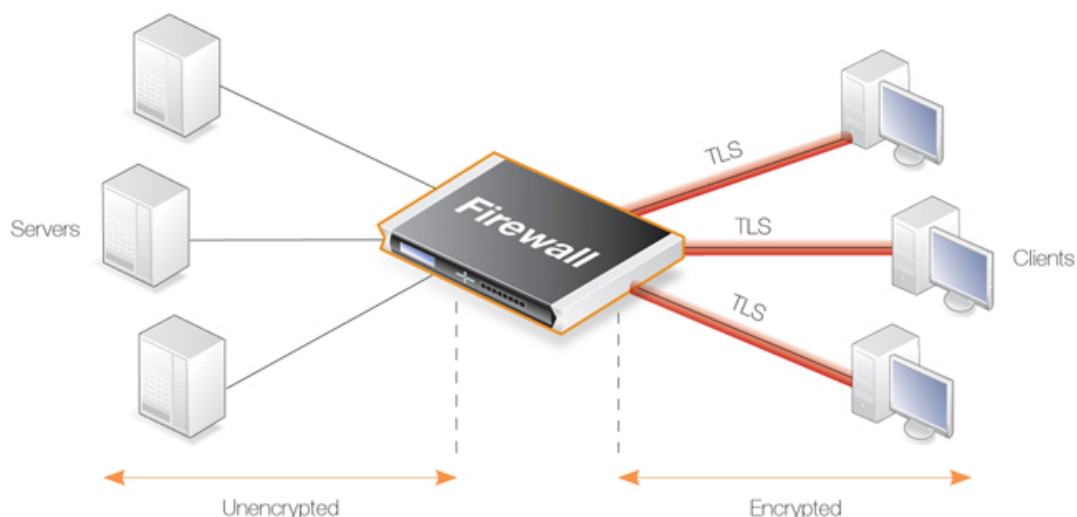 TLS
Firewall
Servers
TLS
Clients
TLS
Unencrypted
Encrypted